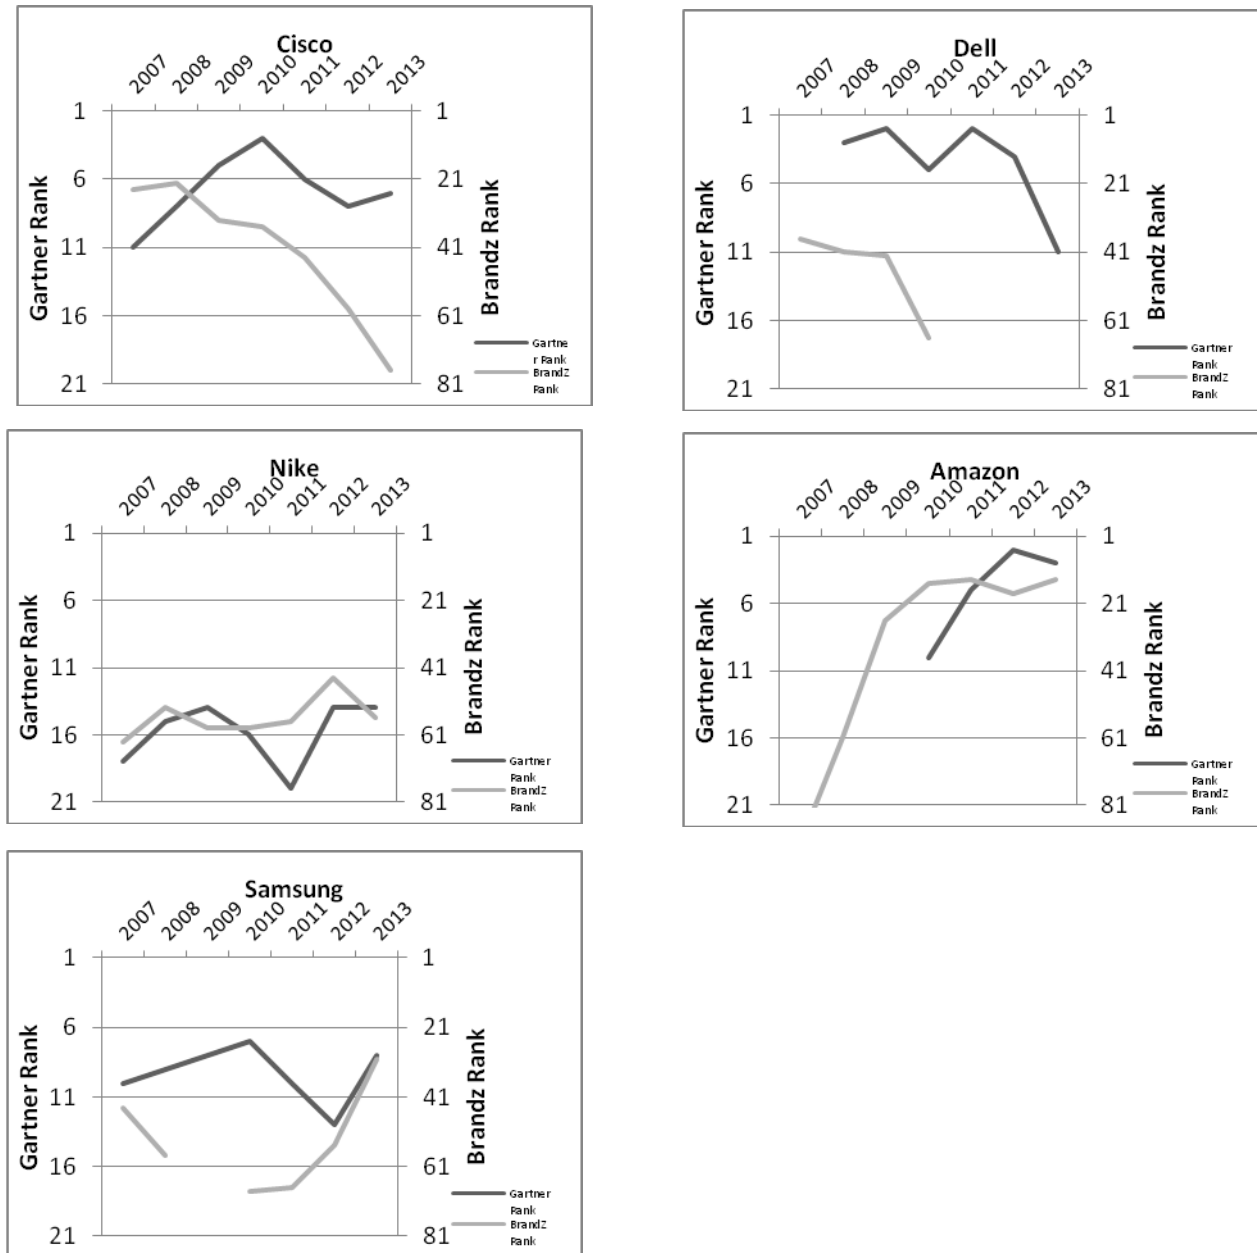 Cisco
2007 2008 2009 2010 2011 2012 2013
1 1
6 21
11 41
16 61
21 81
Gartner Rank
Brandz Rank
Gartne
r Rank
BrandZ
Rank
Dell
2007 2008 2009 2010 2011 2012 2013
1 1
6 21
11 41
16 61
21 81
Gartner Rank
Brandz Rank
Gartner
Rank
BrandZ
Rank
Nike
2007 2008 2009 2010 2011 2012 2013
1 1
6 21
11 41
16 61
21 81
Gartner Rank
Brandz Rank
Gartner
Rank
BrandZ
Rank
Amazon
2007 2008 2009 2010 2011 2012 2013
1 1
6 21
11 41
16 61
21 81
Gartner Rank
Brandz Rank
Gartner
Rank
BrandZ
Rank
Samsung
2007 2008 2009 2010 2011 2012 2013
1 1
6 21
11 41
16 61
21 81
Gartner Rank
Brandz Rank
Gartner
Rank
BrandZ
Rank